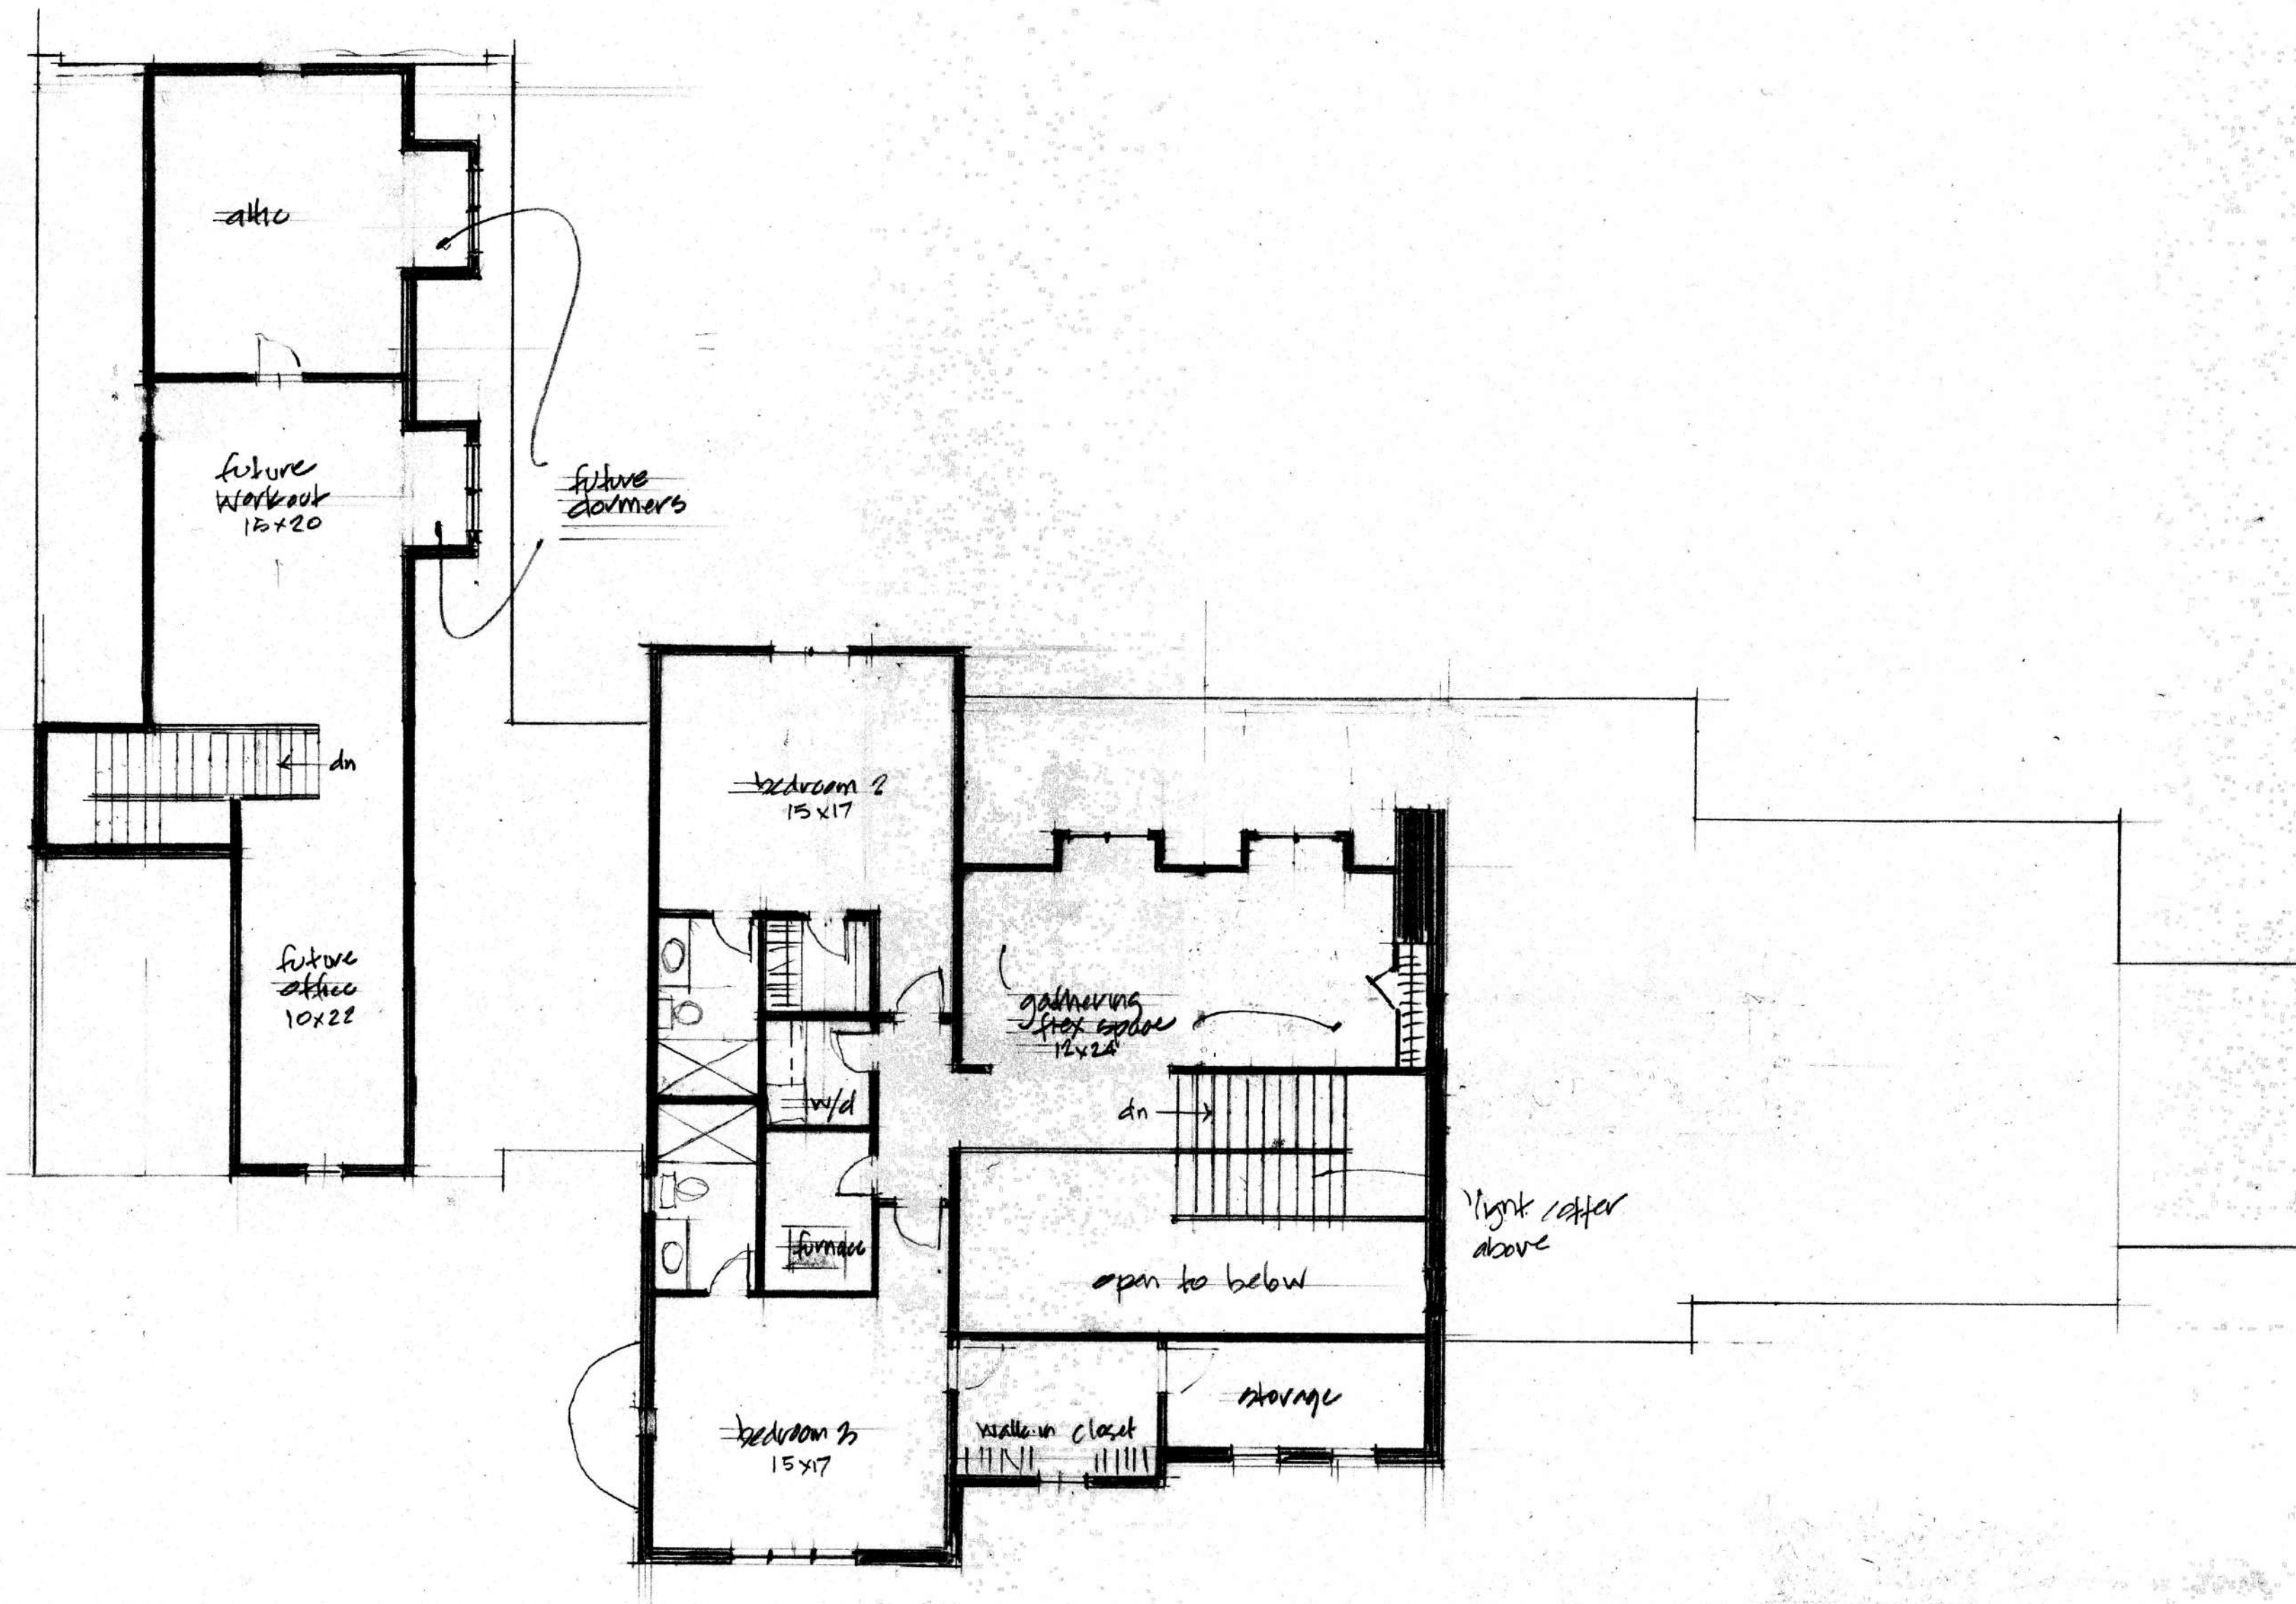 attic
future
workout
15x20
future
dormers
dn
future
office
10x22
bedroom 2
15x17
gathering
flex space
12x24
w/d
dn
furnace
light coffer
above
open to below
walk-in closet
storage
bedroom 3
15x17